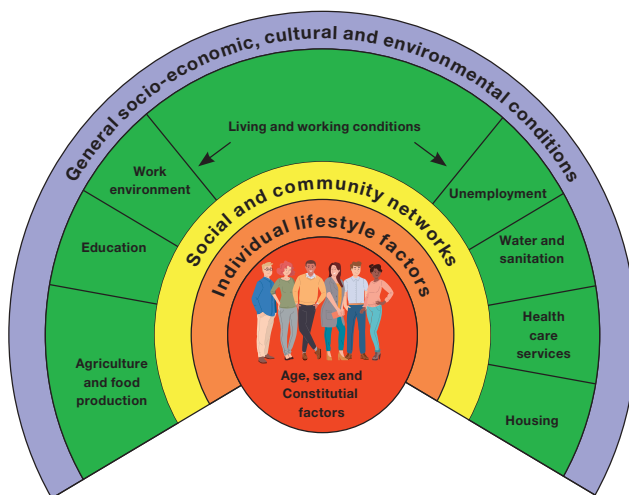 General socio-economic, cultural and environmental conditions
Living and working conditions
Work
environment
Unemployment
Education
Water and
sanitation
Agriculture
and food
production
Health
care
services
Housing
Social and community networks
Individual lifestyle factors
Age, sex and
Constitutial
factors